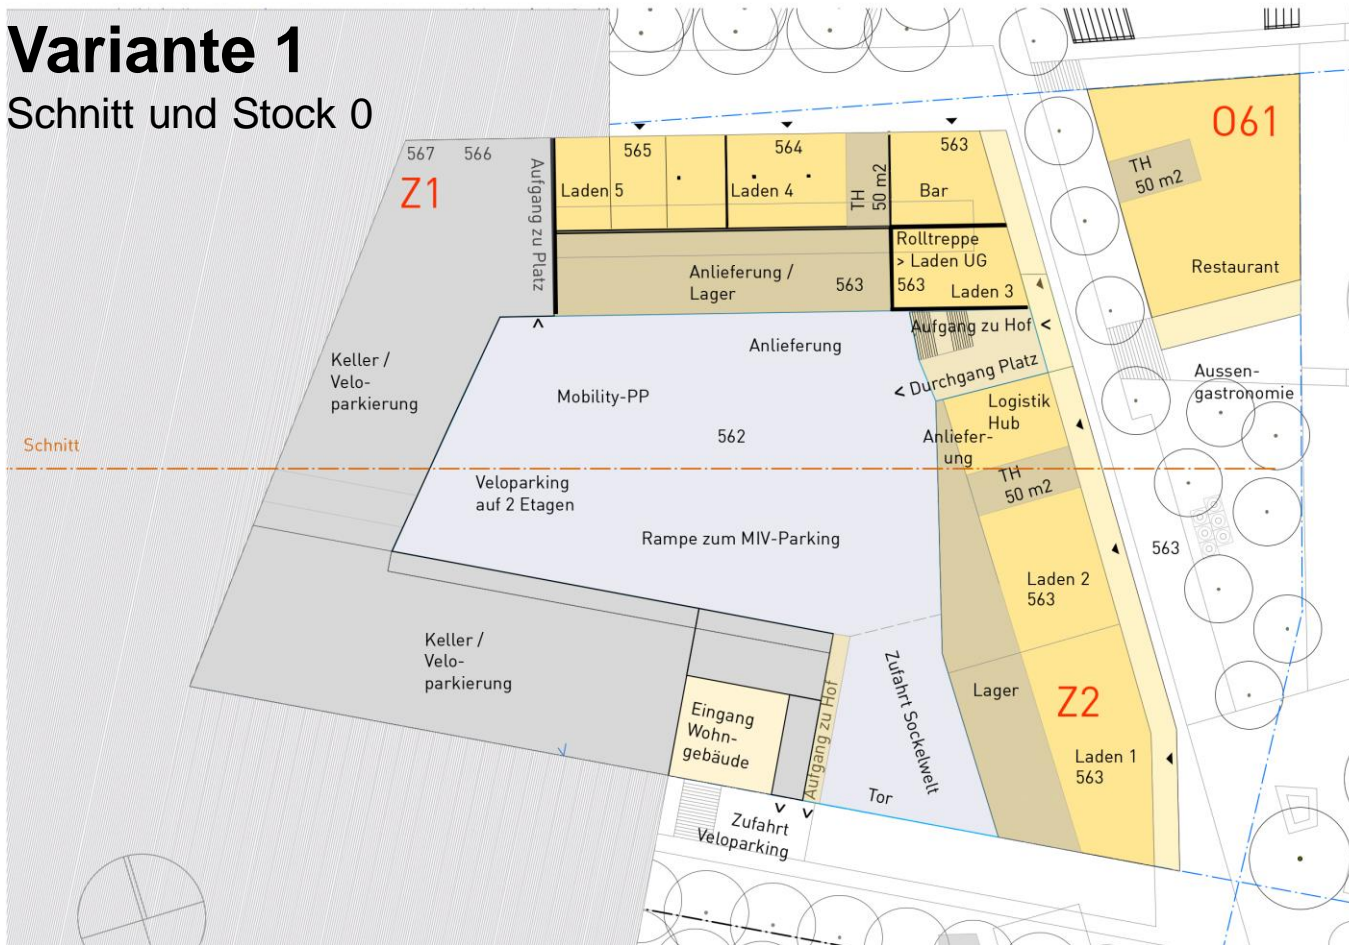 Variante 1
Schnitt und Stock 0
567
566
Z1
Aufgang zu Platz
565
Laden 5
564
Laden 4
TH
50 m2
563
Bar
O61
TH
50 m2
Restaurant
Anlieferung /
Lager
563
Rolltreppe
> Laden UG
563
Laden 3
Aufgang zu Hof <
< Durchgang Platz
Anlieferung
Keller /
Velo-
parkierung
Mobility-PP
562
Logistik
Hub
Anliefer-
ung
TH
50 m2
Aussen-
gastronomie
Schnitt
Veloparking
auf 2 Etagen
Rampe zum MIV-Parking
563
Laden 2
563
Keller /
Velo-
parkierung
Zufahrt Sockelwelt
Lager
Z2
Eingang
Wohn-
gebäude
Aufgang zu Hof
Laden 1
563
Tor
Zufahrt
Veloparking